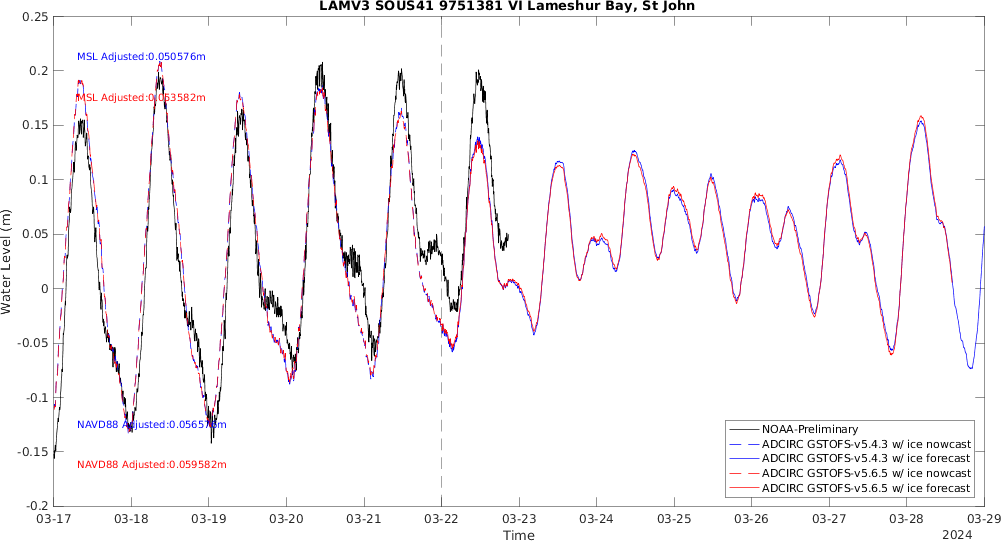 LAMV3 SOUS41 9751381 VI Lameshur Bay, St John
0.25
0.2
0.15
0.1
0.05
0
-0.05
-0.1
-0.15
-0.2
Water Level (m)
MSL Adjusted:0.050576m
MSL Adjusted:0.053582m
NAVD88 Adjusted:0.056576m
NAVD88 Adjusted:0.059582m
NOAA-Preliminary
ADCIRC GSTOFS-v5.4.3 w/ ice nowcast
ADCIRC GSTOFS-v5.4.3 w/ ice forecast
ADCIRC GSTOFS-v5.6.5 w/ ice nowcast
ADCIRC GSTOFS-v5.6.5 w/ ice forecast
03-17 03-18 03-19 03-20 03-21 03-22 03-23 03-24 03-25 03-26 03-27 03-28 03-29
Time
2024